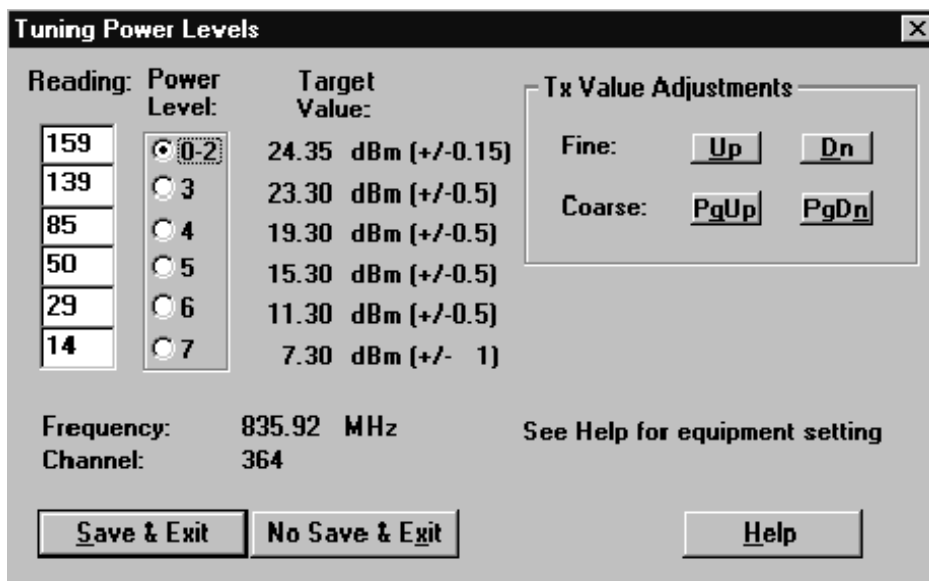 Tuning Power Levels
Reading: Power Level: Target Value:
159 0-2 24.35 dBm (+/-0.15)
139 3 23.30 dBm (+/-0.5)
85 4 19.30 dBm (+/-0.5)
50 5 15.30 dBm (+/-0.5)
29 6 11.30 dBm (+/-0.5)
14 7 7.30 dBm (+/- 1)
Tx Value Adjustments
Fine: Up Dn
Coarse: PgUp PgDn
Frequency: 835.92 MHz
Channel: 364
See Help for equipment setting
Save & Exit No Save & Exit Help